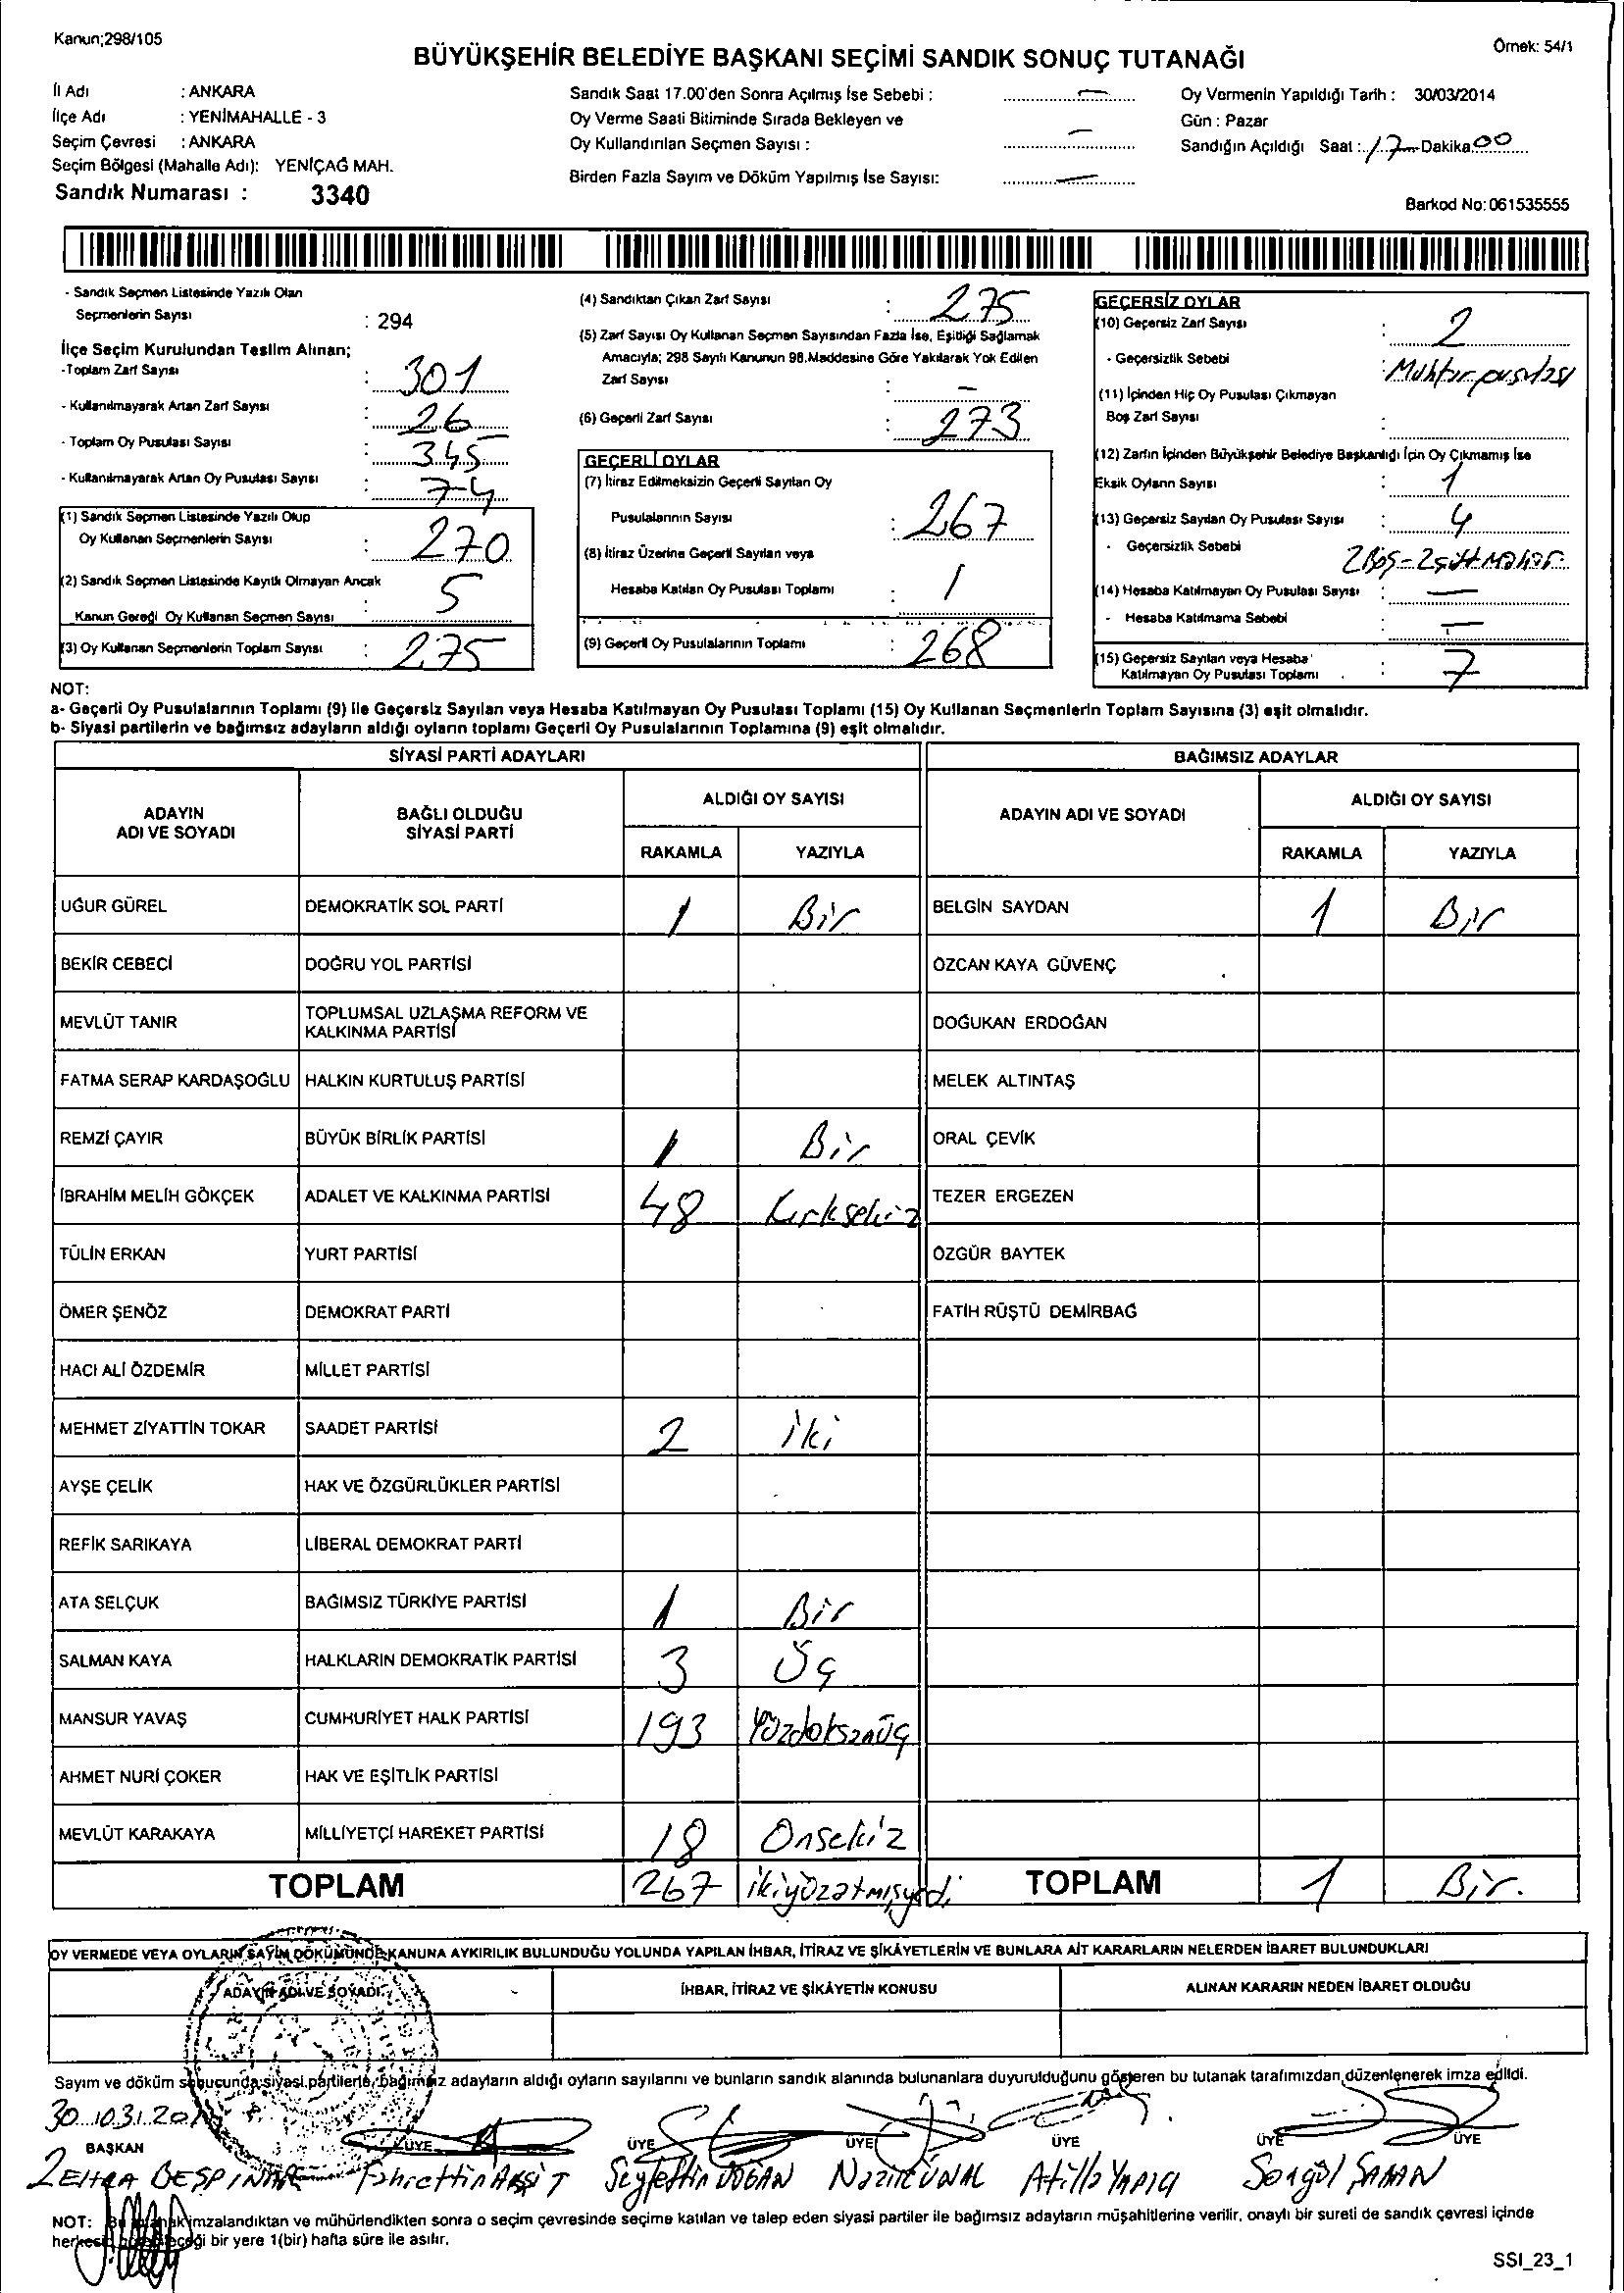 Kanun;298/105
Örnek: 54/1
BÜYÜKŞEHİR BELEDİYE BAŞKANI SEÇİMİ SANDIK SONUÇ TUTANAĞI
İl Adı : ANKARA
İlçe Adı : YENİMAHALLE - 3
Seçim Çevresi : ANKARA
Seçim Bölgesi (Mahalle Adı): YENİÇAĞ MAH.
Sandık Numarası : 3340
Sandık Saat 17.00'den Sonra Açılmış İse Sebebi : —
Oy Verme Saati Bitiminde Sırada Bekleyen ve
Oy Kullandırılan Seçmen Sayısı : —
Birden Fazla Sayım ve Döküm Yapılmış İse Sayısı: —
Oy Vermenin Yapıldığı Tarih : 30/03/2014
Gün : Pazar
Sandığın Açıldığı Saat : 17 Dakika 00
Barkod No: 061535555
- Sandık Seçmen Listesinde Yazılı Olan
Seçmenlerin Sayısı : 294
İlçe Seçim Kurulundan Teslim Alınan;
-Toplam Zarf Sayısı : 301
- Kullanılmayarak Artan Zarf Sayısı : 26
- Toplam Oy Pusulası Sayısı : 345
- Kullanılmayarak Artan Oy Pusulası Sayısı : 74
(1) Sandık Seçmen Listesinde Yazılı Olup
Oy Kullanan Seçmenlerin Sayısı : 270
(2) Sandık Seçmen Listesinde Kayıtlı Olmayan Ancak
Kanun Gereği Oy Kullanan Seçmen Sayısı : 5
(3) Oy Kullanan Seçmenlerin Toplam Sayısı : 275
(4) Sandıktan Çıkan Zarf Sayısı : 275
(5) Zarf Sayısı Oy Kullanan Seçmen Sayısından Fazla İse, Eşitliği Sağlamak
Amacıyla; 298 Sayılı Kanunun 98.Maddesine Göre Yakılarak Yok Edilen
Zarf Sayısı : —
(6) Geçerli Zarf Sayısı : 273
GEÇERLİ OYLAR
(7) İtiraz Edilmeksizin Geçerli Sayılan Oy
Pusulalarının Sayısı : 267
(8) İtiraz Üzerine Geçerli Sayılan veya
Hesaba Katılan Oy Pusulası Toplamı : 1
(9) Geçerli Oy Pusulalarının Toplamı : 268
GEÇERSİZ OYLAR
(10) Geçersiz Zarf Sayısı : 2
- Geçersizlik Sebebi : Muhtar pusulası
(11) İçinden Hiç Oy Pusulası Çıkmayan
Boş Zarf Sayısı :
(12) Zarfın İçinden Büyükşehir Belediye Başkanlığı İçin Oy Çıkmamış İse
Eksik Oyların Sayısı : 1
(13) Geçersiz Sayılan Oy Pusulası Sayısı : 4
- Geçersizlik Sebebi 2 Boş - 2 çift mühür
(14) Hesaba Katılmayan Oy Pusulası Sayısı : —
- Hesaba Katılmama Sebebi : —
(15) Geçersiz Sayılan veya Hesaba
Katılmayan Oy Pusulası Toplamı : 7
NOT:
a- Geçerli Oy Pusulalarının Toplamı (9) İle Geçersiz Sayılan veya Hesaba Katılmayan Oy Pusulası Toplamı (15) Oy Kullanan Seçmenlerin Toplam Sayısına (3) eşit olmalıdır.
b- Siyasi partilerin ve bağımsız adayların aldığı oyların toplamı Geçerli Oy Pusulalarının Toplamına (9) eşit olmalıdır.
SİYASİ PARTİ ADAYLARI BAĞIMSIZ ADAYLAR
ADAYIN ADI VE SOYADI BAĞLI OLDUĞU SİYASİ PARTİ ALDIĞI OY SAYISI ADAYIN ADI VE SOYADI ALDIĞI OY SAYISI
RAKAMLA YAZIYLA RAKAMLA YAZIYLA
UĞUR GÜREL DEMOKRATİK SOL PARTİ 1 Bir BELGİN SAYDAN 1 Bir
BEKİR CEBECİ DOĞRU YOL PARTİSİ ÖZCAN KAYA GÜVENÇ
MEVLÜT TANIR TOPLUMSAL UZLAŞMA REFORM VE KALKINMA PARTİSİ DOĞUKAN ERDOĞAN
FATMA SERAP KARDAŞOĞLU HALKIN KURTULUŞ PARTİSİ MELEK ALTINTAŞ
REMZİ ÇAYIR BÜYÜK BİRLİK PARTİSİ 1 Bir ORAL ÇEVİK
İBRAHİM MELİH GÖKÇEK ADALET VE KALKINMA PARTİSİ 48 Kırksekiz TEZER ERGEZEN
TÜLİN ERKAN YURT PARTİSİ ÖZGÜR BAYTEK
ÖMER ŞENÖZ DEMOKRAT PARTİ FATİH RÜŞTÜ DEMİRBAĞ
HACI ALİ ÖZDEMİR MİLLET PARTİSİ
MEHMET ZİYATTİN TOKAR SAADET PARTİSİ 2 İki
AYŞE ÇELİK HAK VE ÖZGÜRLÜKLER PARTİSİ
REFİK SARIKAYA LİBERAL DEMOKRAT PARTİ
ATA SELÇUK BAĞIMSIZ TÜRKİYE PARTİSİ 1 Bir
SALMAN KAYA HALKLARIN DEMOKRATİK PARTİSİ 3 Üç
MANSUR YAVAŞ CUMHURİYET HALK PARTİSİ 193 Yüzdoksanüç
AHMET NURİ ÇOKER HAK VE EŞİTLİK PARTİSİ
MEVLÜT KARAKAYA MİLLİYETÇİ HAREKET PARTİSİ 18 Onsekiz
TOPLAM 267 ikiyüzatmışyedi TOPLAM 1 Bir.
OY VERMEDE VEYA OYLARIN SAYIM DÖKÜMÜNDE KANUNA AYKIRILIK BULUNDUĞU YOLUNDA YAPILAN İHBAR, İTİRAZ VE ŞİKÂYETLERİN VE BUNLARA AİT KARARLARIN NELERDEN İBARET BULUNDUKLARI
ADAYIN ADI VE SOYADI İHBAR, İTİRAZ VE ŞİKÂYETİN KONUSU ALINAN KARARIN NEDEN İBARET OLDUĞU
Sayım ve döküm sonucunda siyasi partilerle, bağımsız adayların aldığı oyların sayılarını ve bunların sandık alanında bulunanlara duyurulduğunu gösteren bu tutanak tarafımızdan düzenlenerek imza edildi.
30.03.201
BAŞKAN ÜYE ÜYE ÜYE ÜYE ÜYE ÜYE
ZEHRA BESPINAR Fahrettin AKŞİT Seyfettin DOĞAN Nazire ÜNAL Atilla YAPICI Songül ŞAMAN
NOT: Bu tutanak imzalandıktan ve mühürlendikten sonra o seçim çevresinde seçime katılan ve talep eden siyasi partiler ile bağımsız adayların müşahitlerine verilir, onaylı bir sureti de sandık çevresi içinde
herkesin görebileceği bir yere 1(bir) hafta süre ile asılır.
SSI_23_1